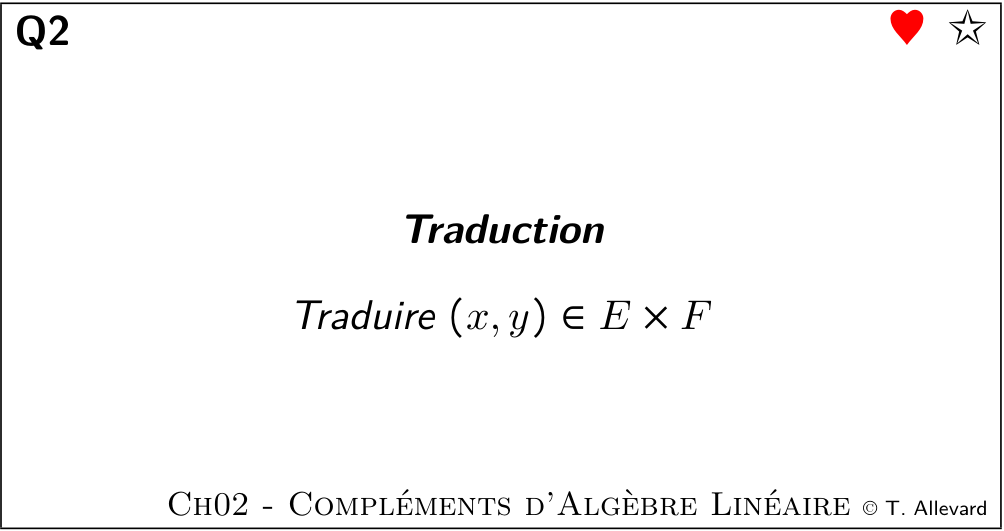 Q2
Traduction
Traduire (x, y) ∈ E × F
Ch02 - Compléments d'Algèbre Linéaire © T. Allevard